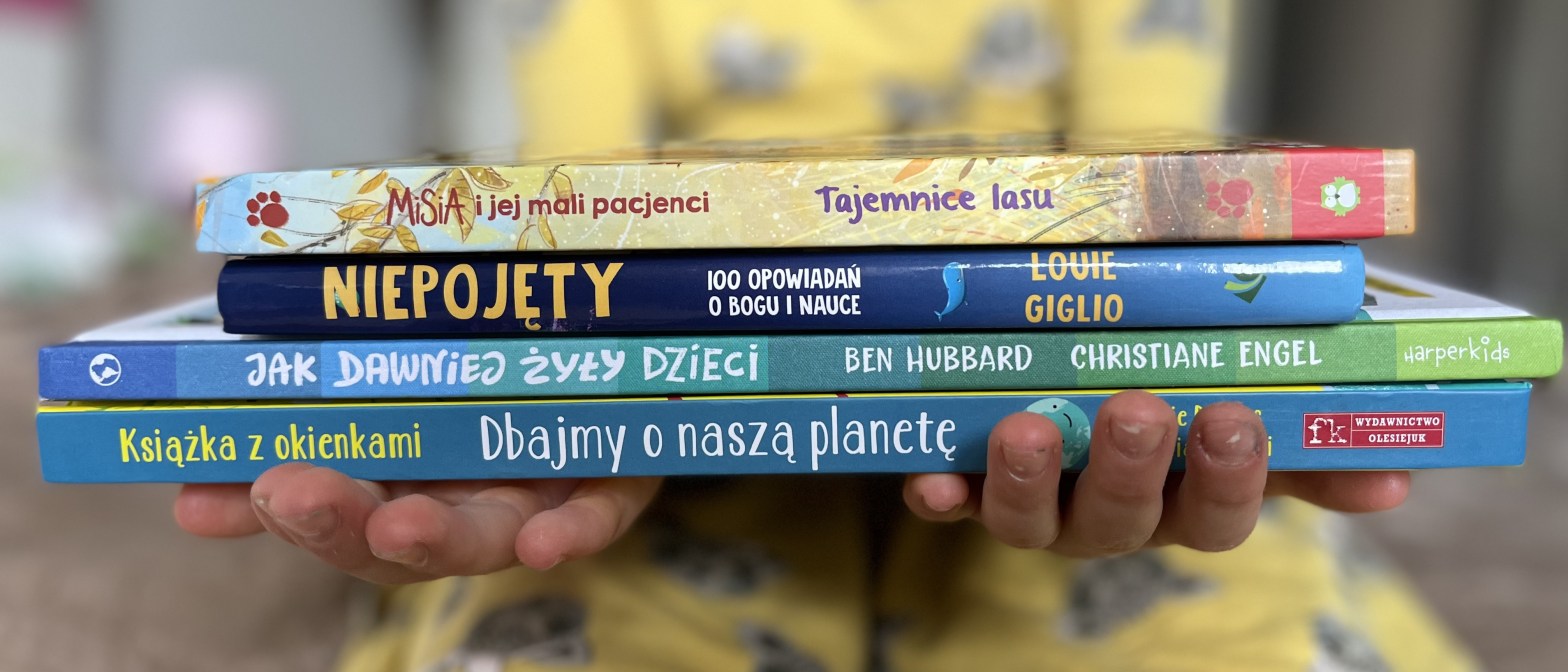 MiSiA i jej mali pacjenci Tajemnice lasu
NIEPOJĘTY 100 OPOWIADAŃ
O BOGU I NAUCE LOUIE
GIGLIO
JAK DAWNIEJ ŻYŁY DZIECI BEN HUBBARD CHRISTIANE ENGEL HarperKids
Książka z okienkami Dbajmy o naszą planetę fk WYDAWNICTWO
OLESIEJUK